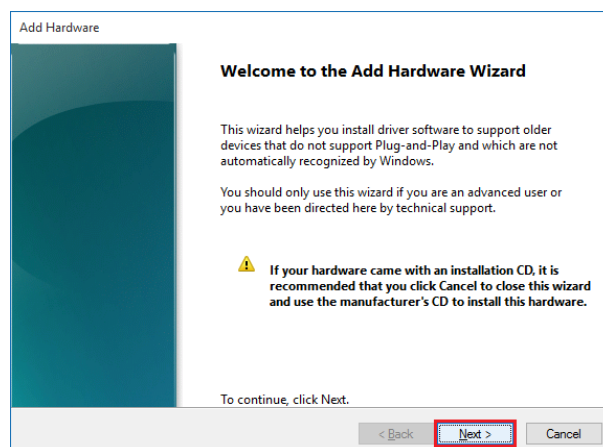 Add Hardware
Welcome to the Add Hardware Wizard
This wizard helps you install driver software to support older
devices that do not support Plug-and-Play and which are not
automatically recognized by Windows.
You should only use this wizard if you are an advanced user or
you have been directed here by technical support.
If your hardware came with an installation CD, it is
recommended that you click Cancel to close this wizard
and use the manufacturer's CD to install this hardware.
To continue, click Next.
< Back Next > Cancel